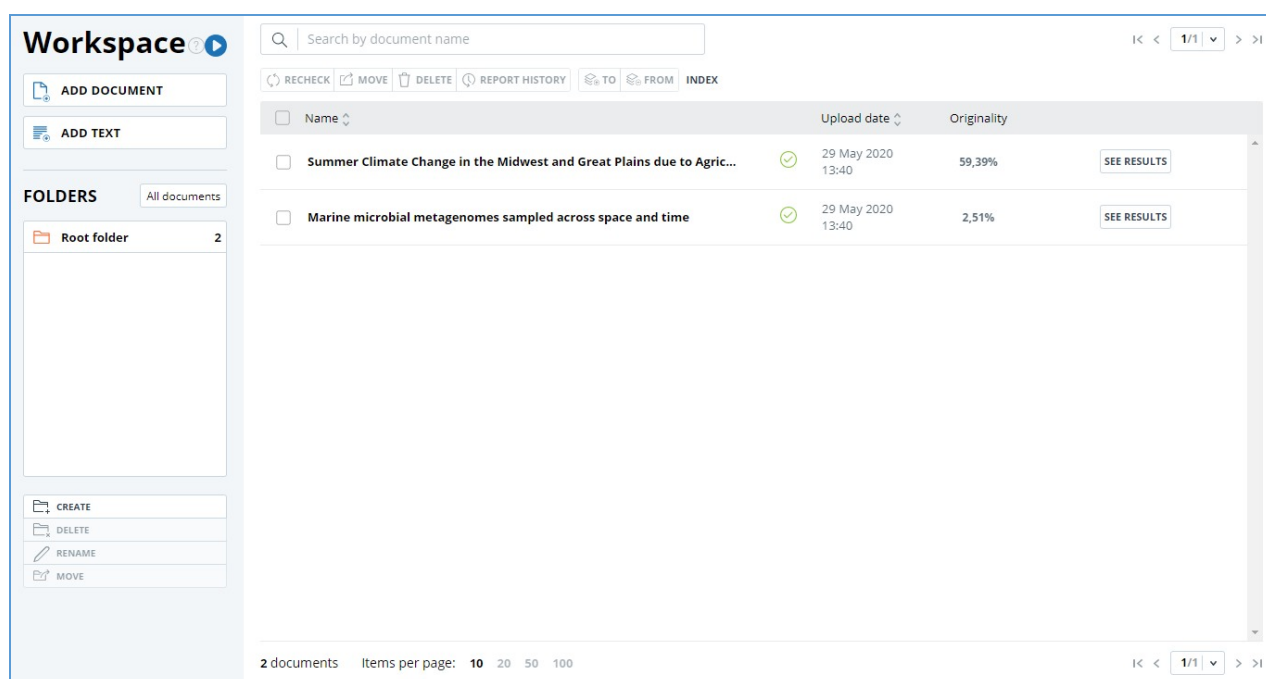 Workspace
ADD DOCUMENT
ADD TEXT
FOLDERS All documents
Root folder 2
CREATE
DELETE
RENAME
MOVE
Search by document name
1/1
RECHECK MOVE DELETE REPORT HISTORY TO FROM INDEX
Name Upload date Originality
Summer Climate Change in the Midwest and Great Plains due to Agric... 29 May 2020 13:40 59,39% SEE RESULTS
Marine microbial metagenomes sampled across space and time 29 May 2020 13:40 2,51% SEE RESULTS
2 documents Items per page: 10 20 50 100 1/1